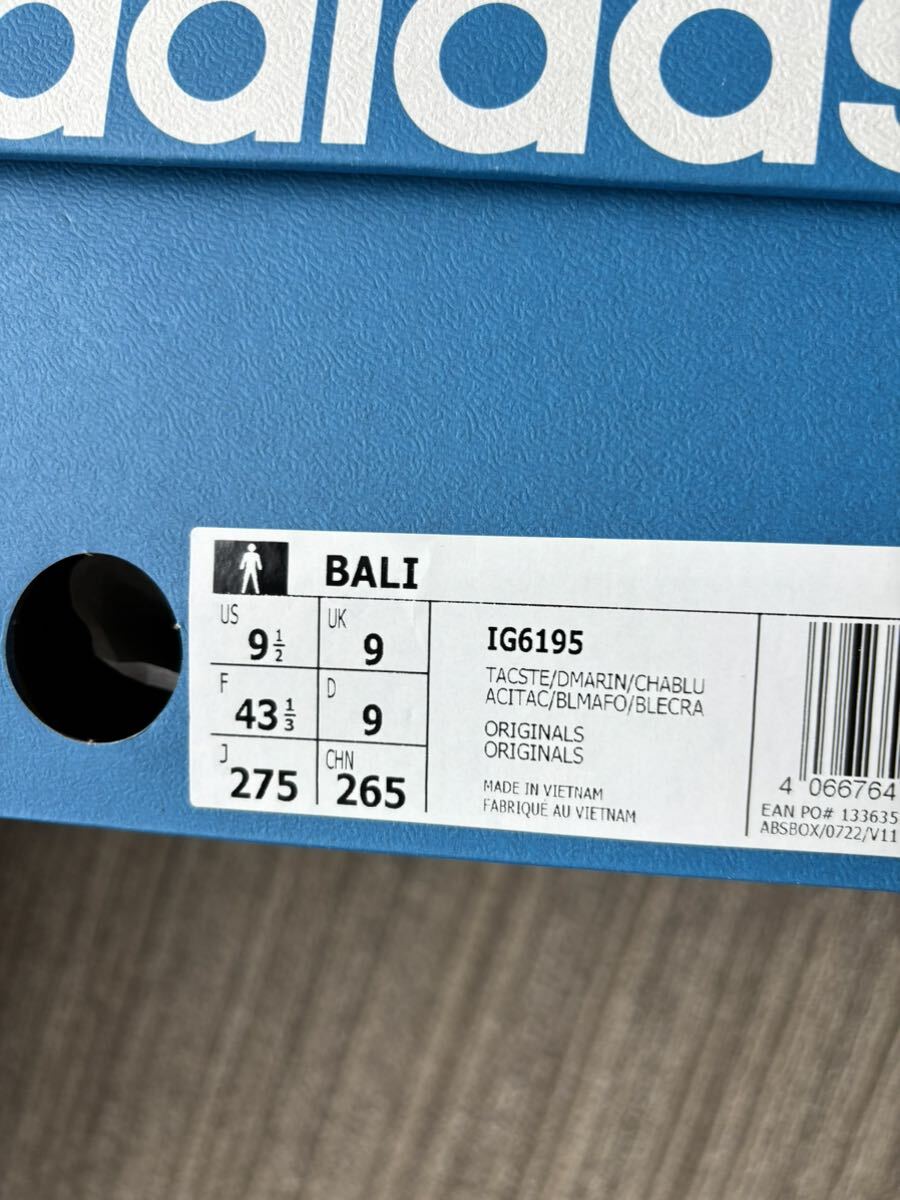 adidas
BALI
US 9 1/2
UK 9
F 43 1/3
D 9
J 275
CHN 265
IG6195
TACSTE/DMARIN/CHABLU
ACITAC/BLMAFO/BLECRA
ORIGINALS
ORIGINALS
MADE IN VIETNAM
FABRIQUÉ AU VIETNAM
4 066764
EAN PO# 133635
ABSBOX/0722/V11